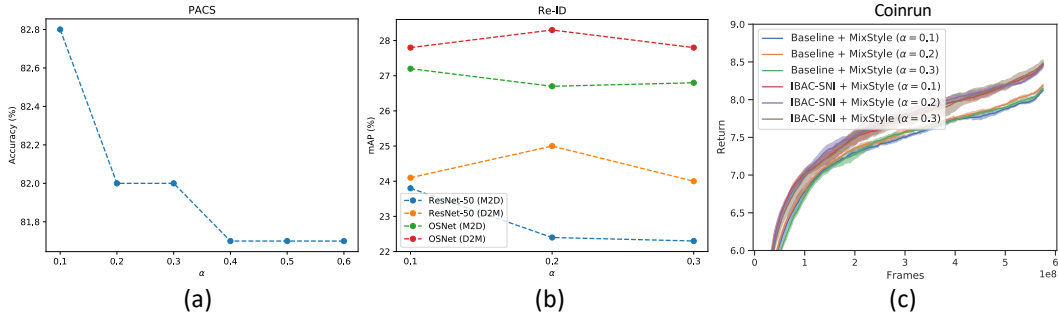 PACS
82.8
82.6
82.4
82.2
82.0
81.8
Accuracy (%)
0.1 0.2 0.3 0.4 0.5 0.6
α
(a)
Re-ID
28
27
26
25
24
23
22
mAP (%)
ResNet-50 (M2D)
ResNet-50 (D2M)
OSNet (M2D)
OSNet (D2M)
0.1 0.2 0.3
α
(b)
Coinrun
9.0
8.5
8.0
7.5
7.0
6.5
6.0
Return
Baseline + MixStyle (α = 0.1)
Baseline + MixStyle (α = 0.2)
Baseline + MixStyle (α = 0.3)
IBAC-SNI + MixStyle (α = 0.1)
IBAC-SNI + MixStyle (α = 0.2)
IBAC-SNI + MixStyle (α = 0.3)
0 1 2 3 4 5 6
Frames
1e8
(c)